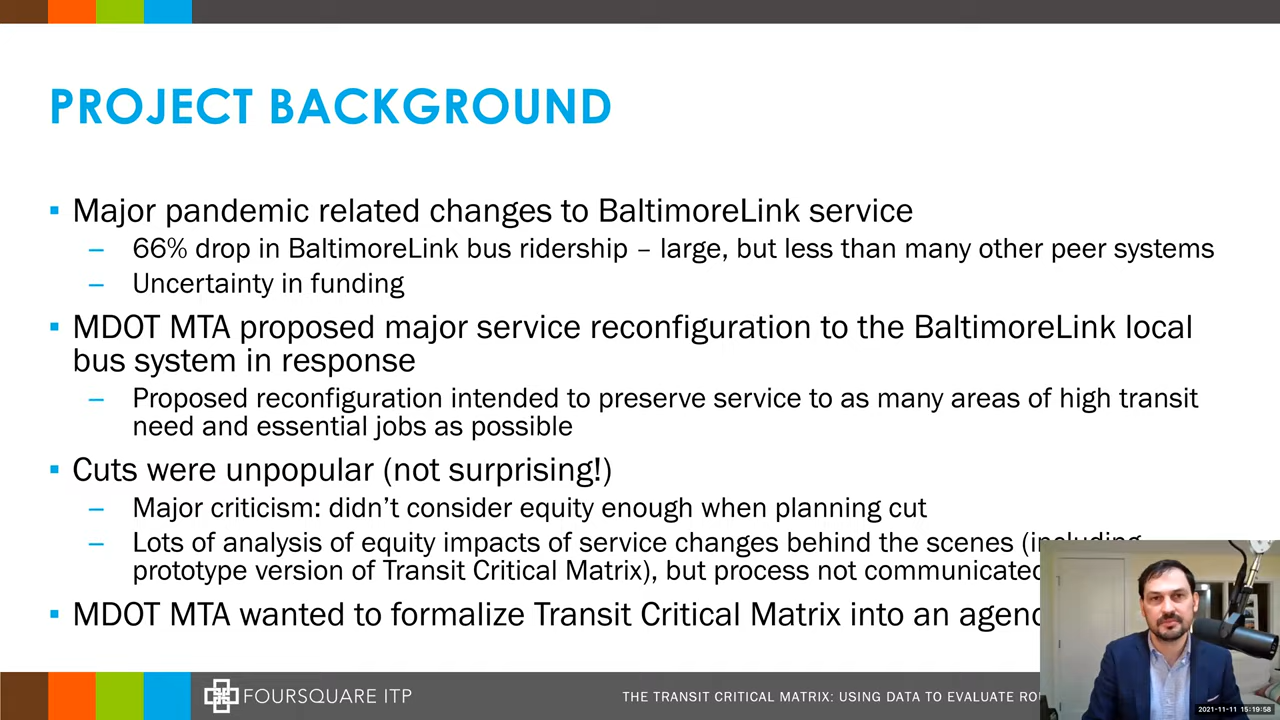 PROJECT BACKGROUND
▪ Major pandemic related changes to BaltimoreLink service
– 66% drop in BaltimoreLink bus ridership – large, but less than many other peer systems
– Uncertainty in funding
▪ MDOT MTA proposed major service reconfiguration to the BaltimoreLink local
bus system in response
– Proposed reconfiguration intended to preserve service to as many areas of high transit
need and essential jobs as possible
▪ Cuts were unpopular (not surprising!)
– Major criticism: didn't consider equity enough when planning cut
– Lots of analysis of equity impacts of service changes behind the scenes (including
prototype version of Transit Critical Matrix), but process not communicated
▪ MDOT MTA wanted to formalize Transit Critical Matrix into an
FOURSQUARE ITP
THE TRANSIT CRITICAL MATRIX: USING DATA TO EVALUATE
2021-11-11 15:19:58